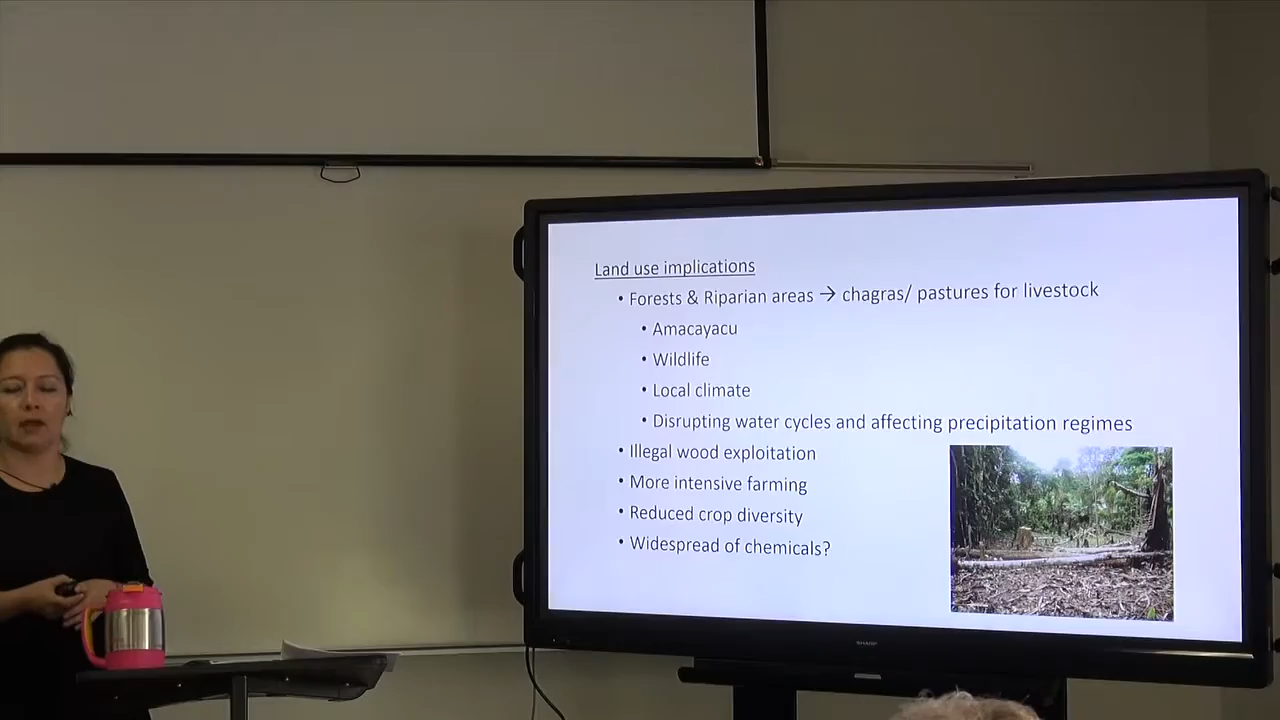 Land use implications
• Forests & Riparian areas → chagras/ pastures for livestock
• Amacayacu
• Wildlife
• Local climate
• Disrupting water cycles and affecting precipitation regimes
• Illegal wood exploitation
• More intensive farming
• Reduced crop diversity
• Widespread of chemicals?
SHARP